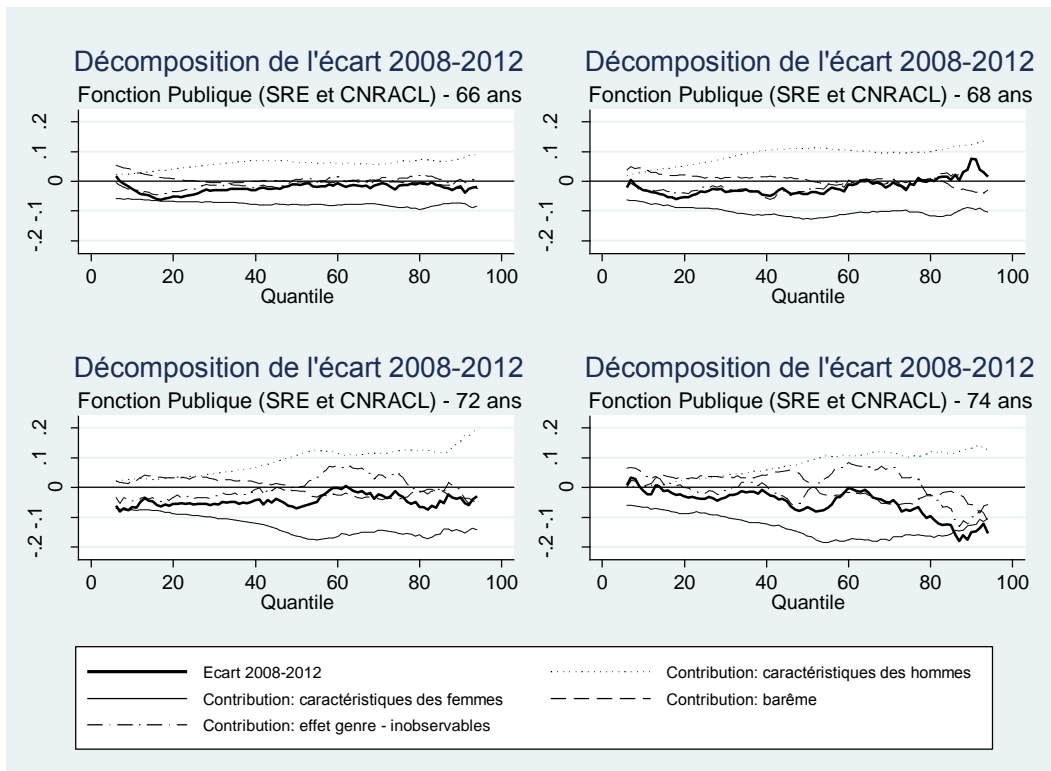 Décomposition de l'écart 2008-2012
Fonction Publique (SRE et CNRACL) - 66 ans
.2
.1
0
-.1
-.2
0 20 40 60 80 100
Quantile
Décomposition de l'écart 2008-2012
Fonction Publique (SRE et CNRACL) - 68 ans
.2
.1
0
-.1
-.2
0 20 40 60 80 100
Quantile
Décomposition de l'écart 2008-2012
Fonction Publique (SRE et CNRACL) - 72 ans
.2
.1
0
-.1
-.2
0 20 40 60 80 100
Quantile
Décomposition de l'écart 2008-2012
Fonction Publique (SRE et CNRACL) - 74 ans
.2
.1
0
-.1
-.2
0 20 40 60 80 100
Quantile
Ecart 2008-2012
Contribution: caractéristiques des hommes
Contribution: caractéristiques des femmes
Contribution: barême
Contribution: effet genre - inobservables